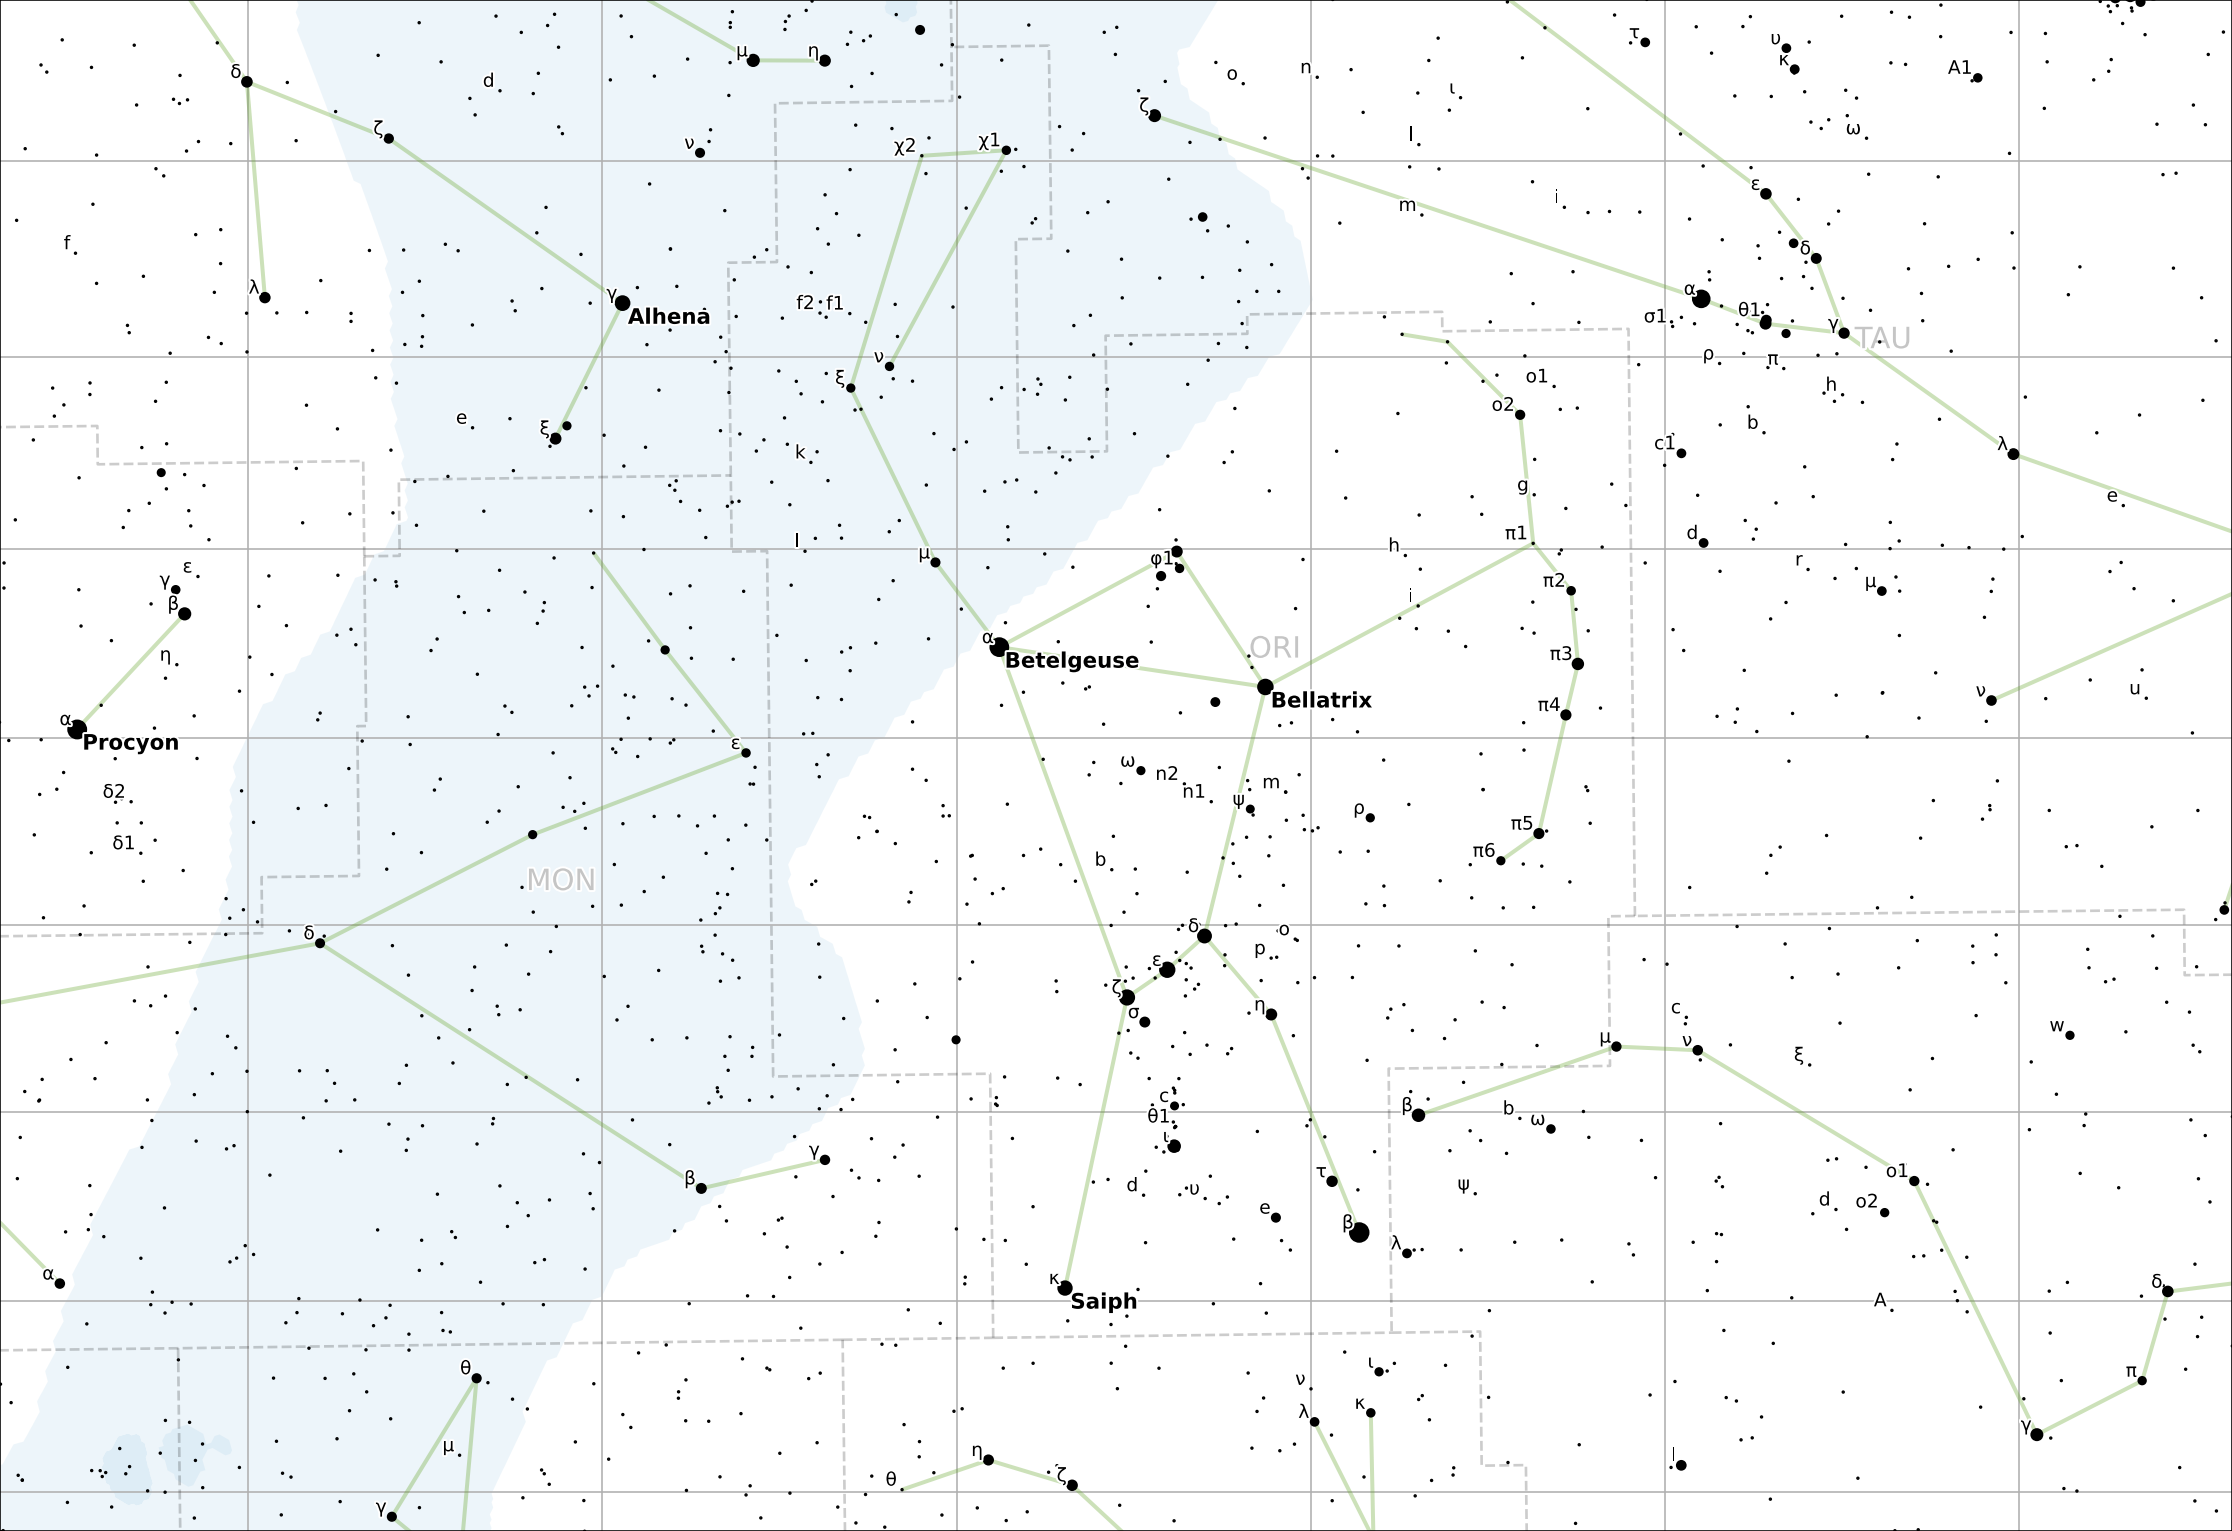 τ
υ
κ
A1
μ
η
δ
d
o
n
ι
ζ
ζ
ν
χ2
χ1
l
ω
ε
i
m
f
δ
λ
γ
Alhena
f2
f1
α
σ1
θ1
γ
TAU
ρ
π
ν
ξ
o1
h
o2
e
ξ
b
k
c1
λ
g
e
l
π1
d
h
μ
φ1
r
ε
γ
π2
μ
β
i
α
Betelgeuse
ORI
π3
η
ν
u
Bellatrix
π4
α
Procyon
ε
ω
n2
m
δ2
n1
ψ
ρ
π5
δ1
π6
b
MON
δ
δ
o
p
ε
ζ
η
c
σ
w
μ
ν
ξ
c
β
b
θ1
ω
ι
γ
τ
o1
β
d
υ
ψ
d
o2
e
β
λ
α
κ
Saiph
δ
A
θ
ι
ν
π
κ
λ
γ
μ
η
l
ζ
θ
γ